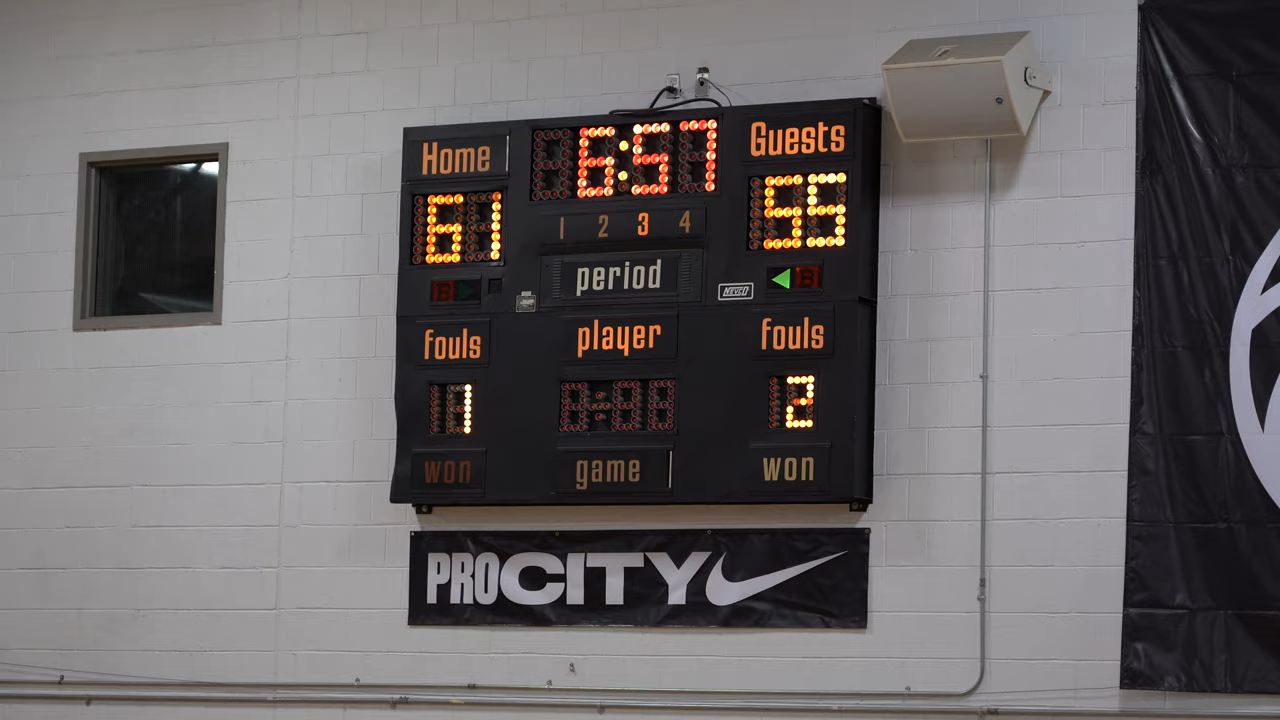 Home
6:57
Guests
61
55
1 2 3 4
period
NEVCO
fouls
player
fouls
1
2
won
game
won
PROCITY